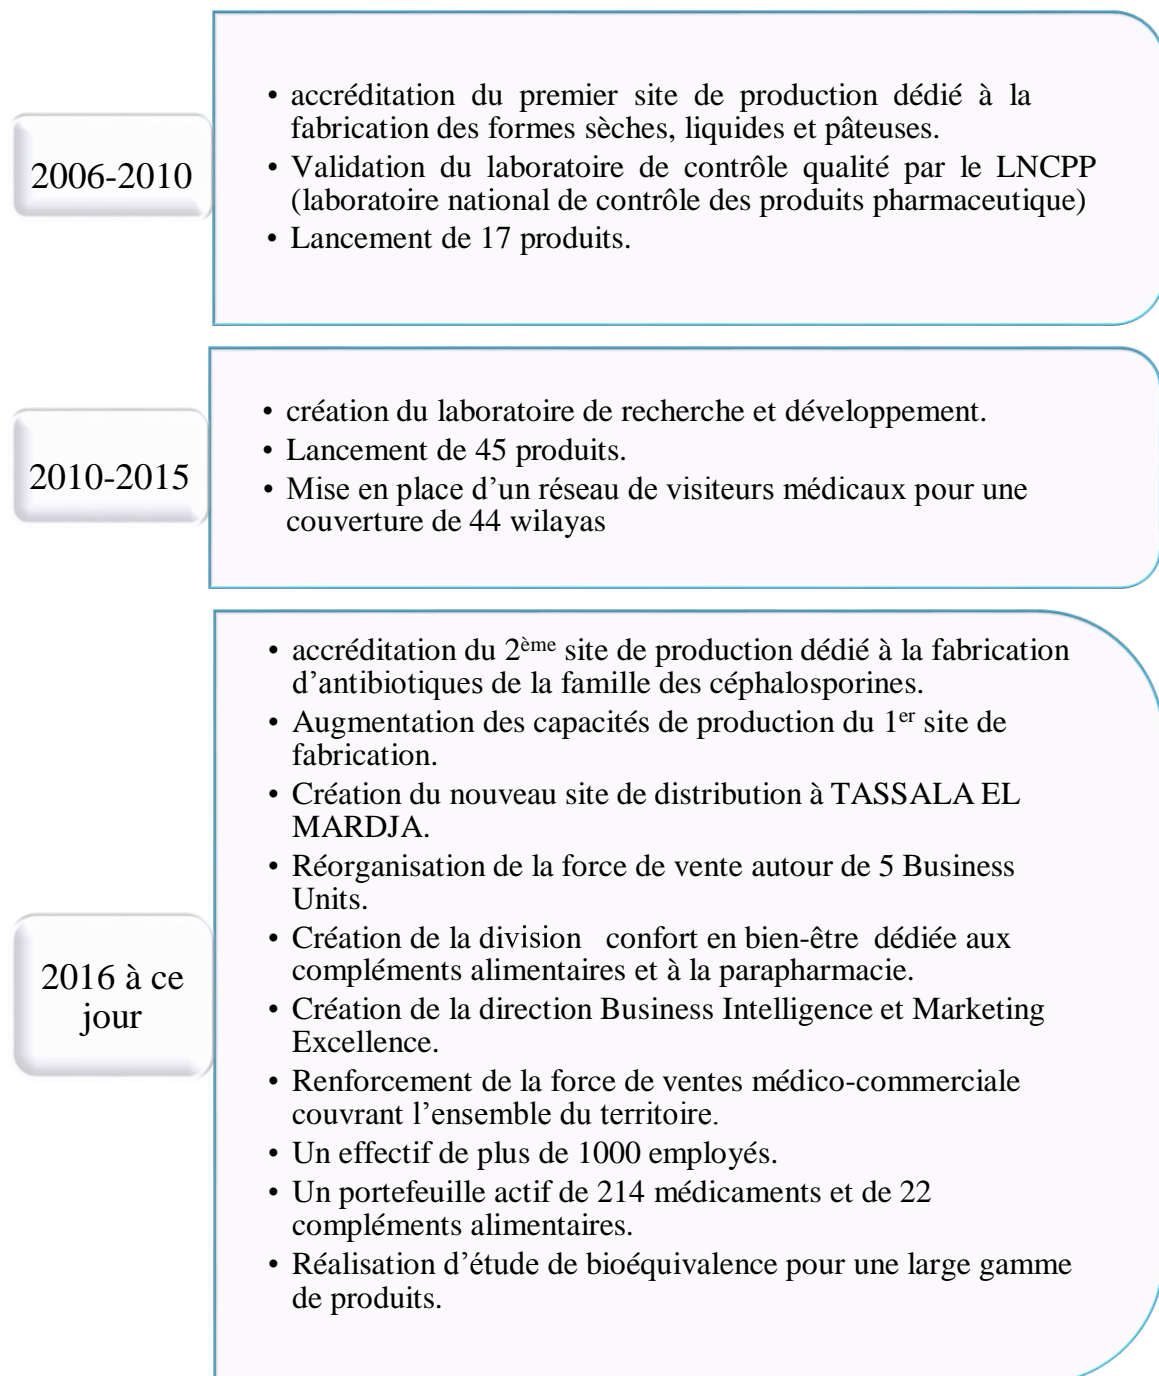 2006-2010
• accréditation du premier site de production dédié à la
fabrication des formes sèches, liquides et pâteuses.
• Validation du laboratoire de contrôle qualité par le LNCPP
(laboratoire national de contrôle des produits pharmaceutique)
• Lancement de 17 produits.
2010-2015
• création du laboratoire de recherche et développement.
• Lancement de 45 produits.
• Mise en place d’un réseau de visiteurs médicaux pour une
couverture de 44 wilayas
2016 à ce
jour
• accréditation du 2ème site de production dédié à la fabrication
d’antibiotiques de la famille des céphalosporines.
• Augmentation des capacités de production du 1er site de
fabrication.
• Création du nouveau site de distribution à TASSALA EL
MARDJA.
• Réorganisation de la force de vente autour de 5 Business
Units.
• Création de la division confort en bien-être dédiée aux
compléments alimentaires et à la parapharmacie.
• Création de la direction Business Intelligence et Marketing
Excellence.
• Renforcement de la force de ventes médico-commerciale
couvrant l’ensemble du territoire.
• Un effectif de plus de 1000 employés.
• Un portefeuille actif de 214 médicaments et de 22
compléments alimentaires.
• Réalisation d’étude de bioéquivalence pour une large gamme
de produits.